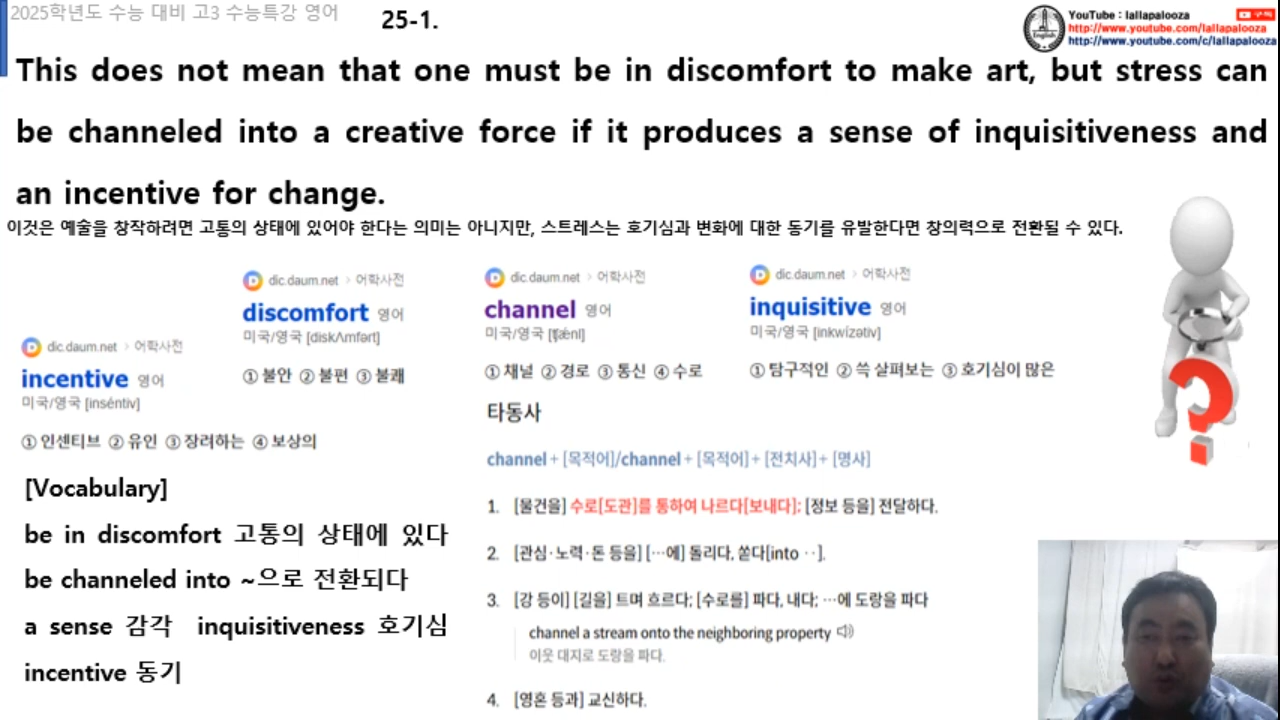 2025학년도 수능 대비 고3 수능특강 영어
25-1.
YouTube : lallapalooza
구독
http://www.youtube.com/lallapalooza
http://www.youtube.com/c/lallapalooza
English
This does not mean that one must be in discomfort to make art, but stress can
be channeled into a creative force if it produces a sense of inquisitiveness and
an incentive for change.
이것은 예술을 창작하려면 고통의 상태에 있어야 한다는 의미는 아니지만, 스트레스는 호기심과 변화에 대한 동기를 유발한다면 창의력으로 전환될 수 있다.
dic.daum.net > 어학사전
incentive 영어
미국/영국 [inséntiv]
① 인센티브 ② 유인 ③ 장려하는 ④ 보상의
dic.daum.net > 어학사전
discomfort 영어
미국/영국 [diskΛmfərt]
① 불안 ② 불편 ③ 불쾌
dic.daum.net > 어학사전
channel 영어
미국/영국 [ʧǽnl]
① 채널 ② 경로 ③ 통신 ④ 수로
dic.daum.net > 어학사전
inquisitive 영어
미국/영국 [inkwízətiv]
① 탐구적인 ② 쓱 살펴보는 ③ 호기심이 많은
[Vocabulary]
be in discomfort 고통의 상태에 있다
be channeled into ~으로 전환되다
a sense 감각 inquisitiveness 호기심
incentive 동기
타동사
channel + [목적어]/channel + [목적어] + [전치사] + [명사]
1. [물건을] 수로[도관]를 통하여 나르다[보내다]; [정보 등을] 전달하다.
2. [관심·노력·돈 등을] […에] 돌리다, 쏟다[into ··].
3. [강 등이] [길을] 트며 흐르다; [수로를] 파다, 내다; …에 도랑을 파다
channel a stream onto the neighboring property
이웃 대지로 도랑을 파다.
4. [영혼 등과] 교신하다.